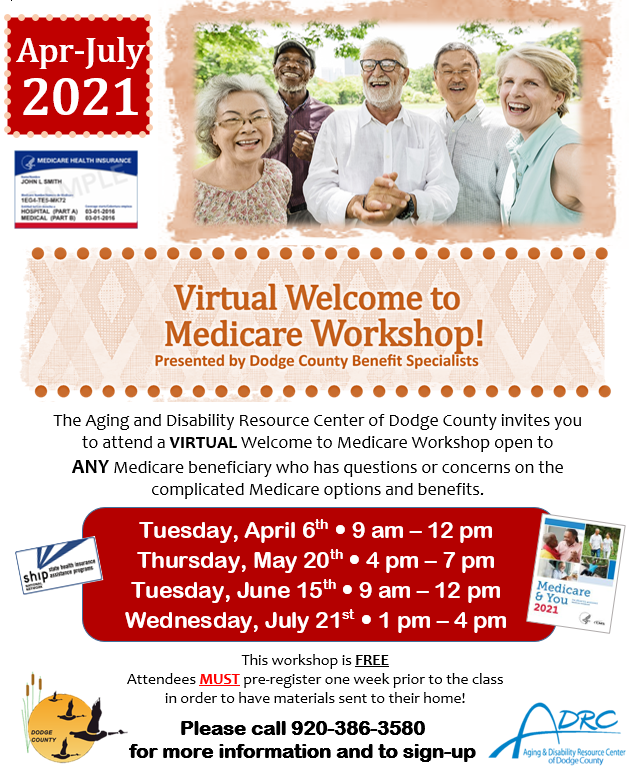 Apr-July
2021
MEDICARE HEALTH INSURANCE
JOHN L SMITH
1EG4-TE5-MK72
HOSPITAL (PART A) 03-01-2016
MEDICAL (PART B) 03-01-2016
Virtual Welcome to
Medicare Workshop!
Presented by Dodge County Benefit Specialists
The Aging and Disability Resource Center of Dodge County invites you
to attend a VIRTUAL Welcome to Medicare Workshop open to
ANY Medicare beneficiary who has questions or concerns on the
complicated Medicare options and benefits.
Tuesday, April 6th • 9 am – 12 pm
Thursday, May 20th • 4 pm – 7 pm
Tuesday, June 15th • 9 am – 12 pm
Wednesday, July 21st • 1 pm – 4 pm
ship state health insurance
assistance programs
Medicare
& You
2021
This workshop is FREE
Attendees MUST pre-register one week prior to the class
in order to have materials sent to their home!
Please call 920-386-3580
for more information and to sign-up
DODGE
COUNTY
ADRC
Aging & Disability Resource Center
of Dodge County